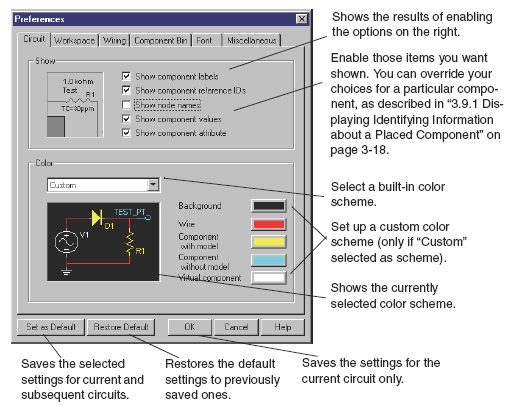 Preferences
Circuit Workspace Wiring Component Bin Font Miscellaneous
Show
1.0kohm
Test
R1
TC=80ppm
Show component labels
Show component reference IDs
Show node names
Show component values
Show component attribute
Color
Custom
TEST_PT
D1
V1
R1
Background
Wire
Component
with model
Component
without model
Virtual component
Set as Default Restore Default OK Cancel Help
Shows the results of enabling
the options on the right.
Enable those items you want
shown. You can override your
choices for a particular compo-
nent, as described in “3.9.1 Dis-
playing Identifying Information
about a Placed Component” on
page 3-18.
Select a built-in color
scheme.
Set up a custom color
scheme (only if “Custom”
selected as scheme).
Shows the currently
selected color scheme.
Saves the selected
settings for current and
subsequent circuits.
Restores the default
settings to previously
saved ones.
Saves the settings for the
current circuit only.